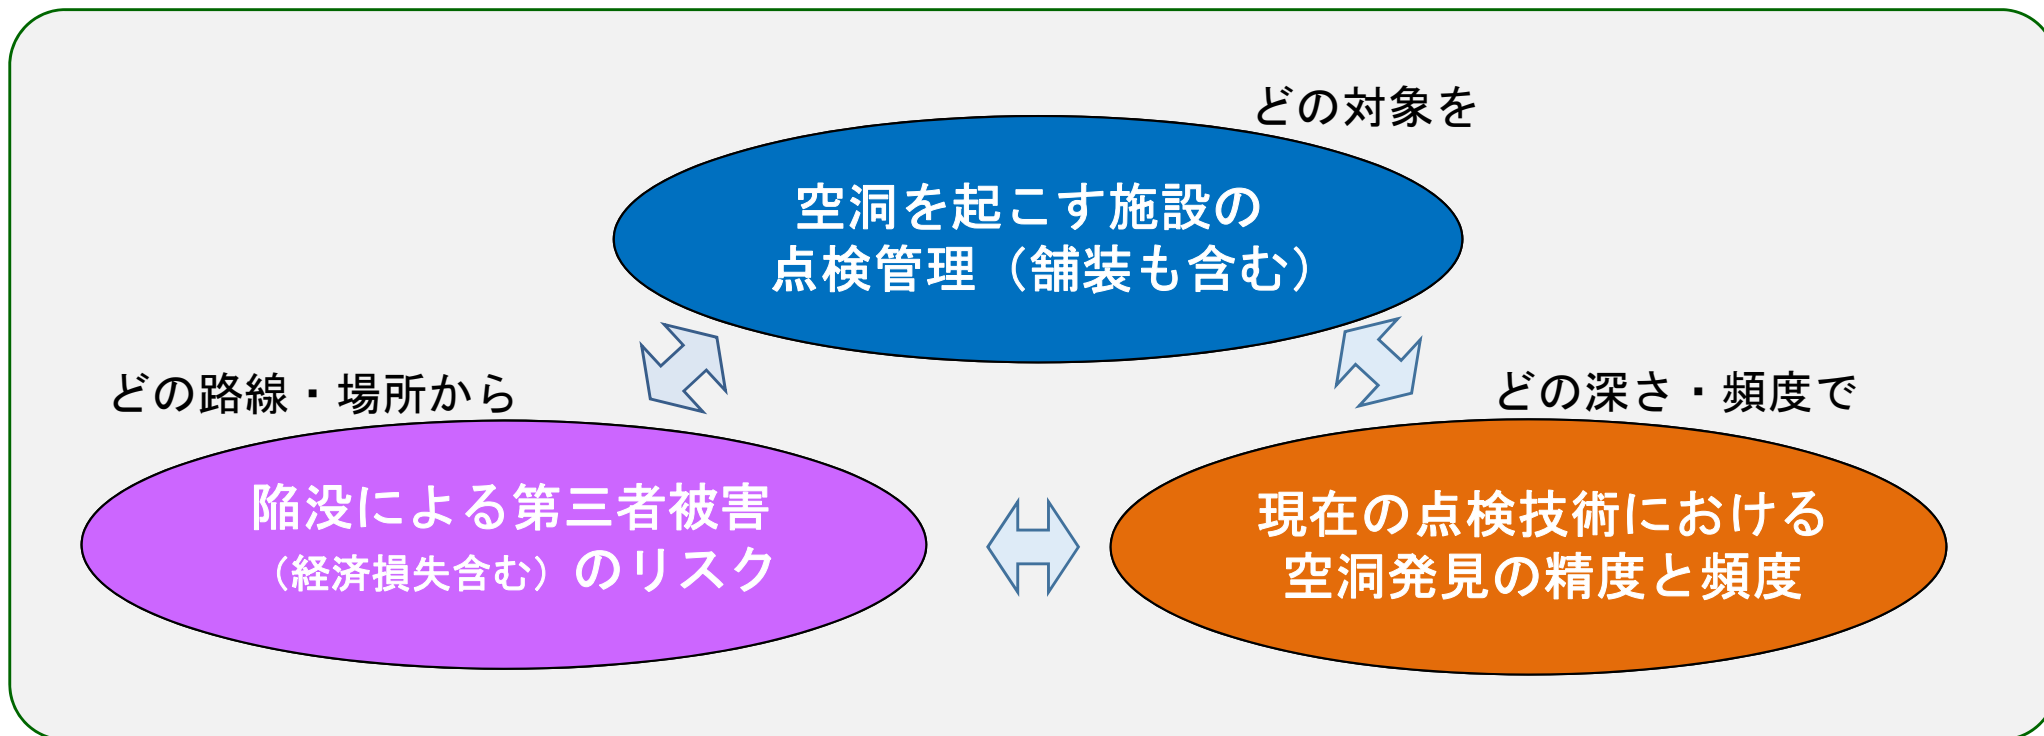 どの対象を
空洞を起こす施設の
点検管理（舗装も含む）
どの路線・場所から
陥没による第三者被害
（経済損失含む）のリスク
どの深さ・頻度で
現在の点検技術における
空洞発見の精度と頻度